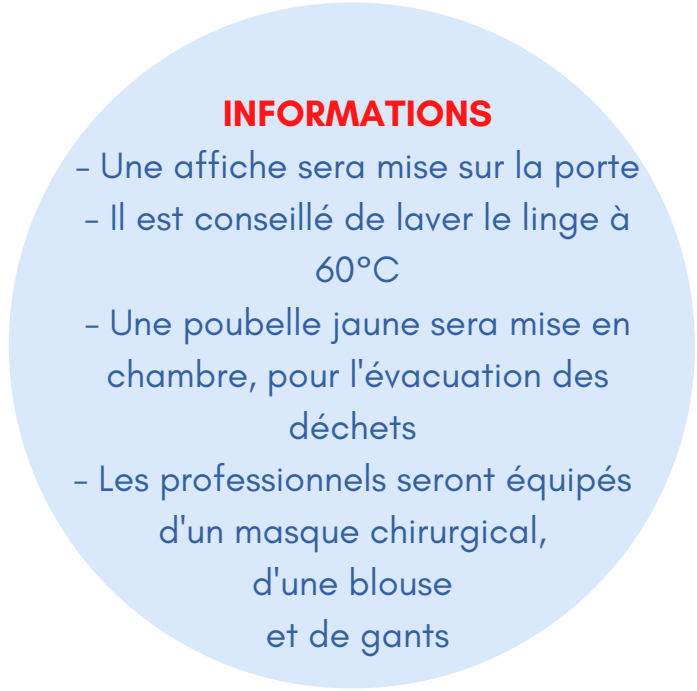 INFORMATIONS
- Une affiche sera mise sur la porte
- Il est conseillé de laver le linge à
60°C
- Une poubelle jaune sera mise en
chambre, pour l'évacuation des
déchets
- Les professionnels seront équipés
d'un masque chirurgical,
d'une blouse
et de gants